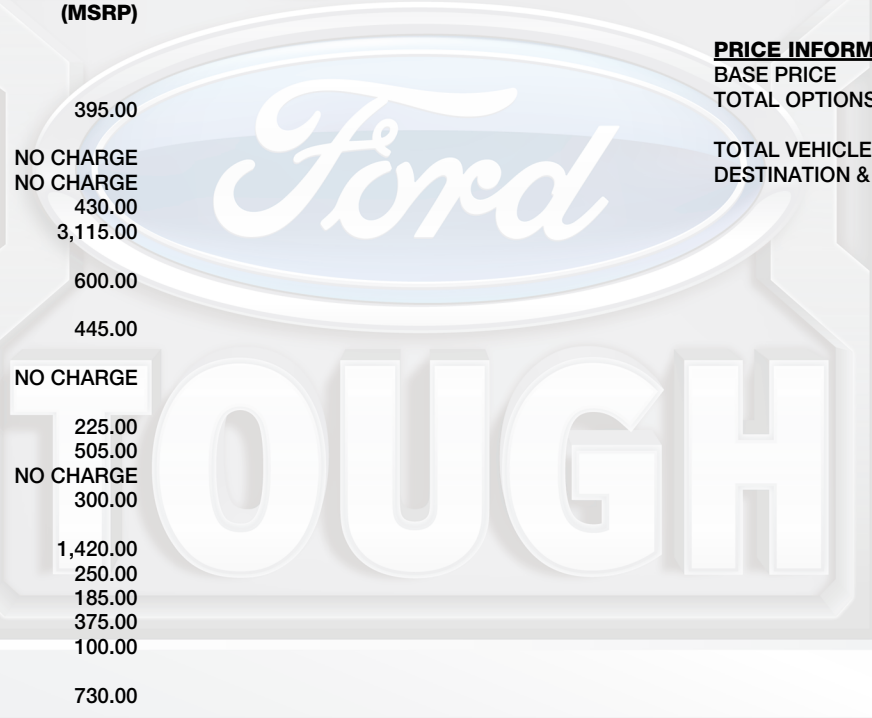 (MSRP)
395.00
NO CHARGE
NO CHARGE
430.00
3,115.00
600.00
445.00
NO CHARGE
225.00
505.00
NO CHARGE
300.00
1,420.00
250.00
185.00
375.00
100.00
730.00
PRICE INFORM
BASE PRICE
TOTAL OPTIONS
TOTAL VEHICLE
DESTINATION &
Ford
TOUGH